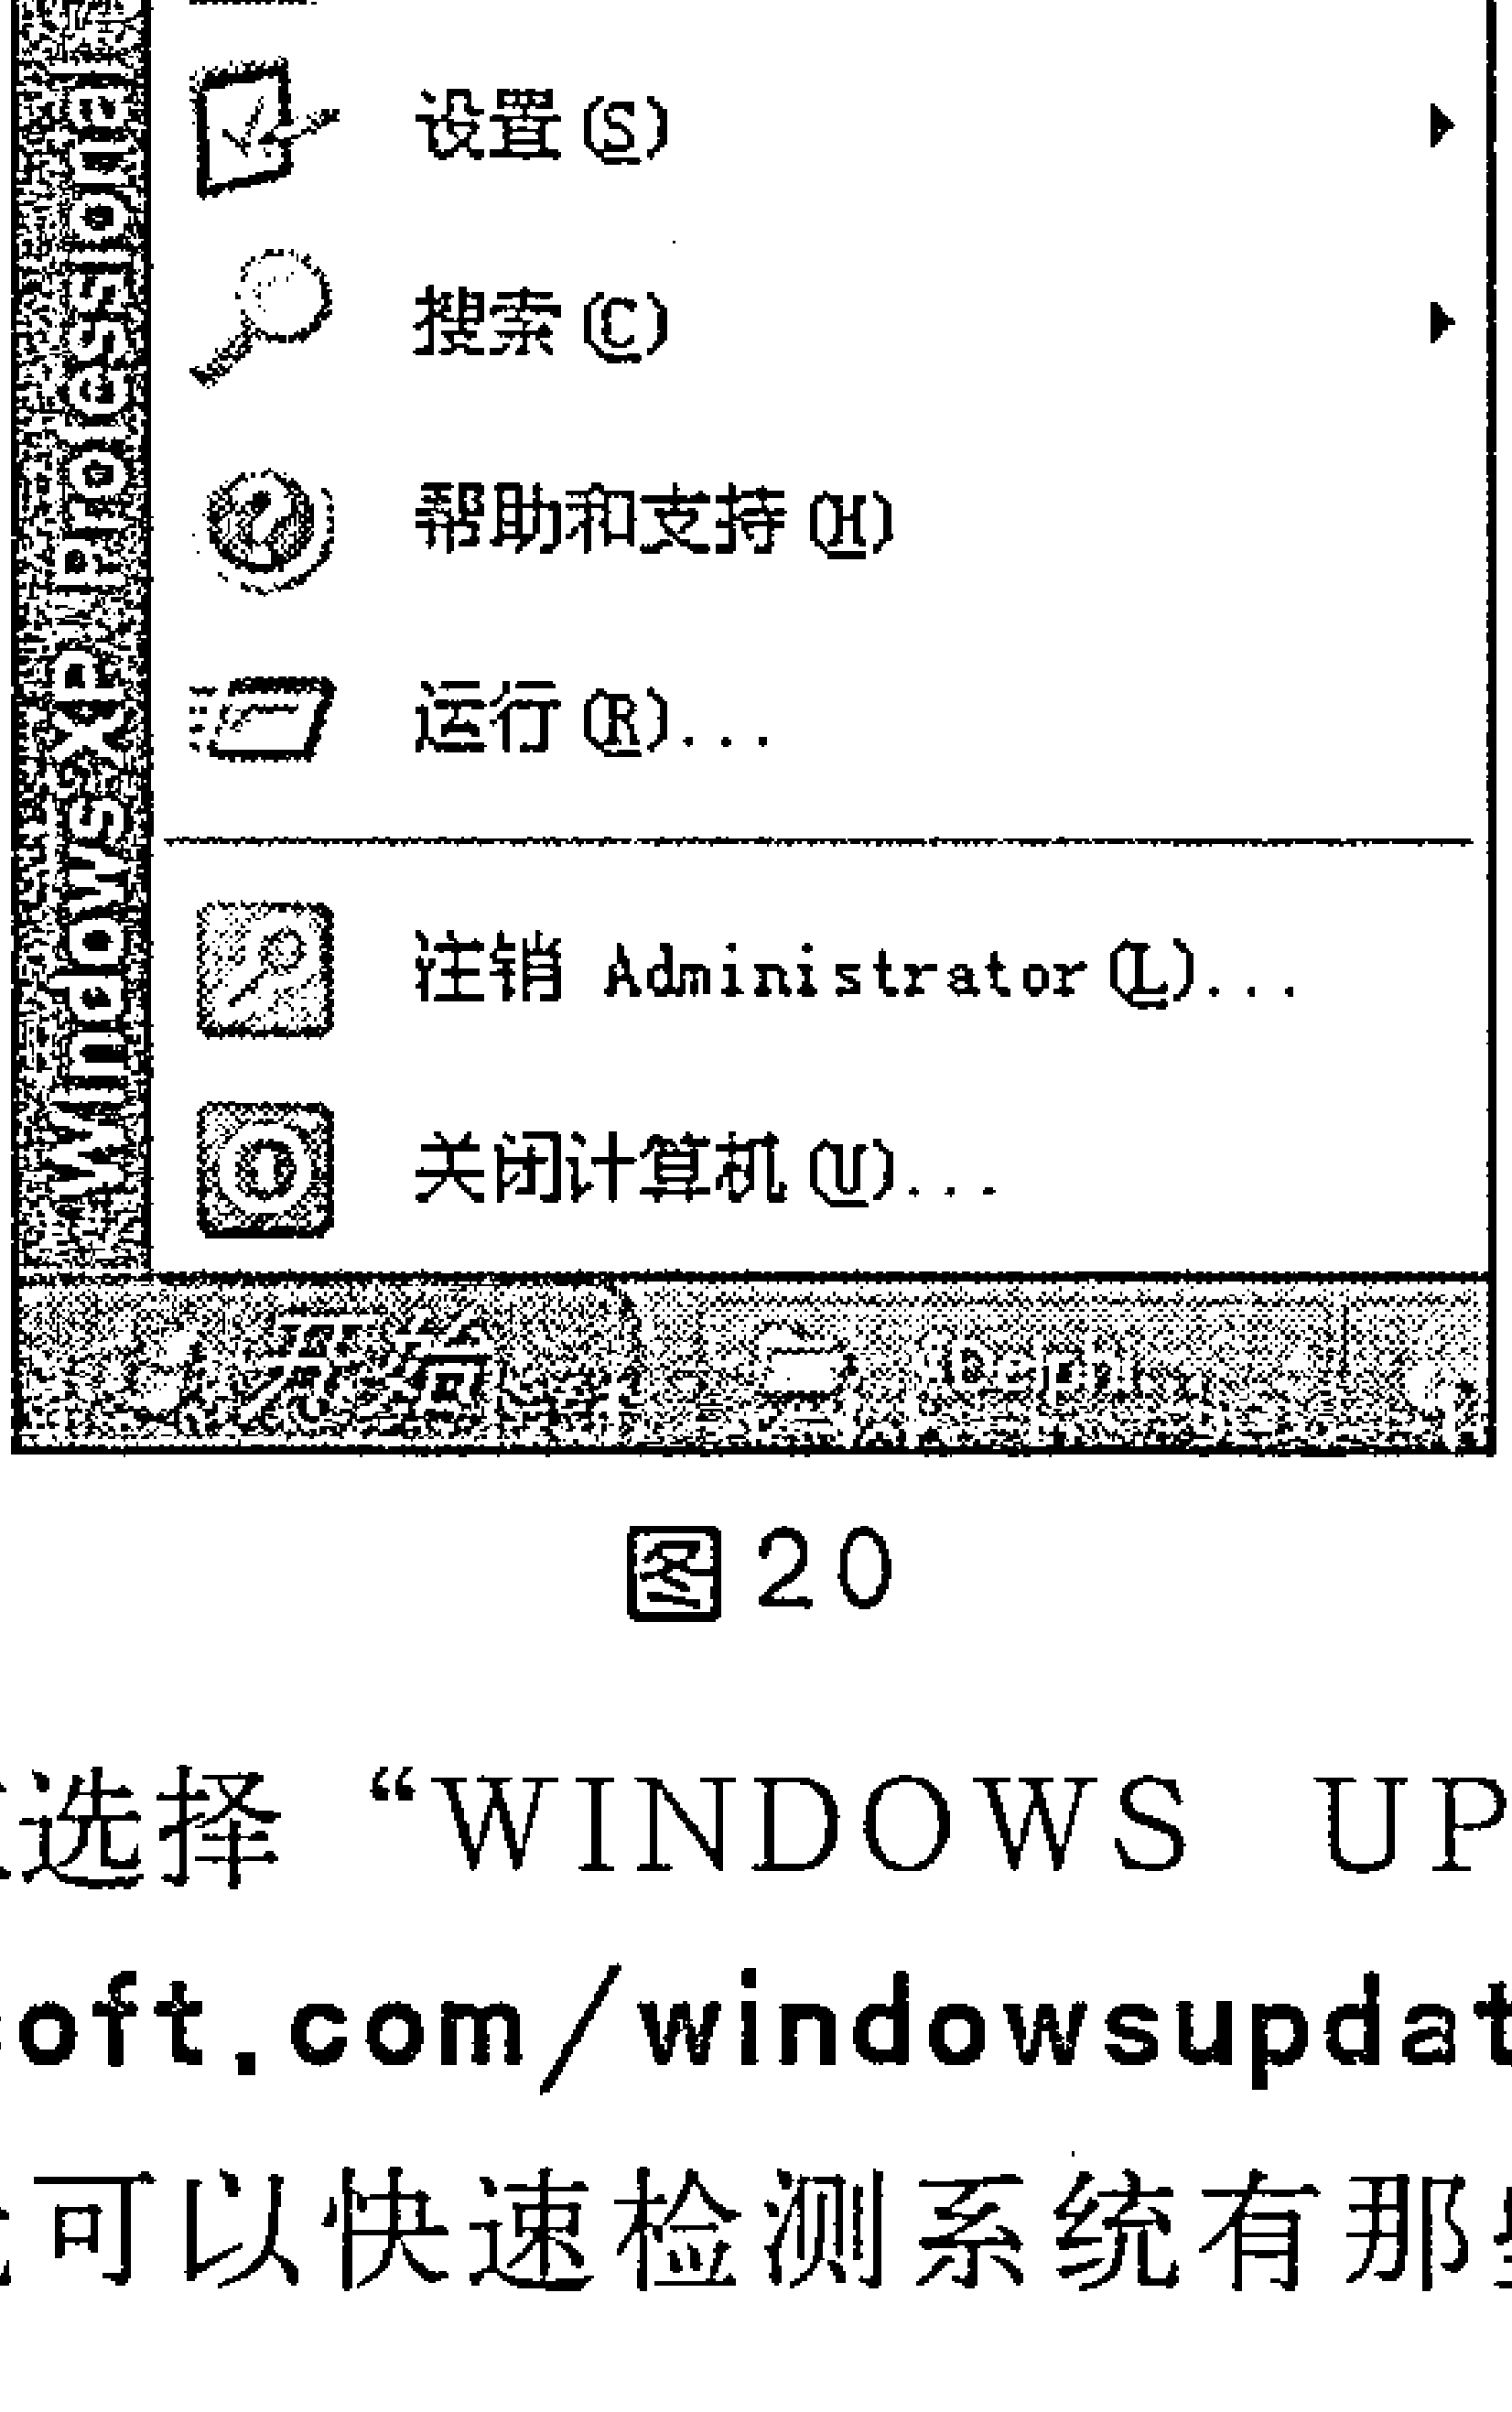 WindowsXP Professional
设置(S)
搜索(C)
帮助和支持(H)
运行(R)...
注销 Administrator(L)...
关闭计算机(U)...
开始
图20
选择 “WINDOWS UP
oft.com/windowsupdat
可以快速检测系统有那